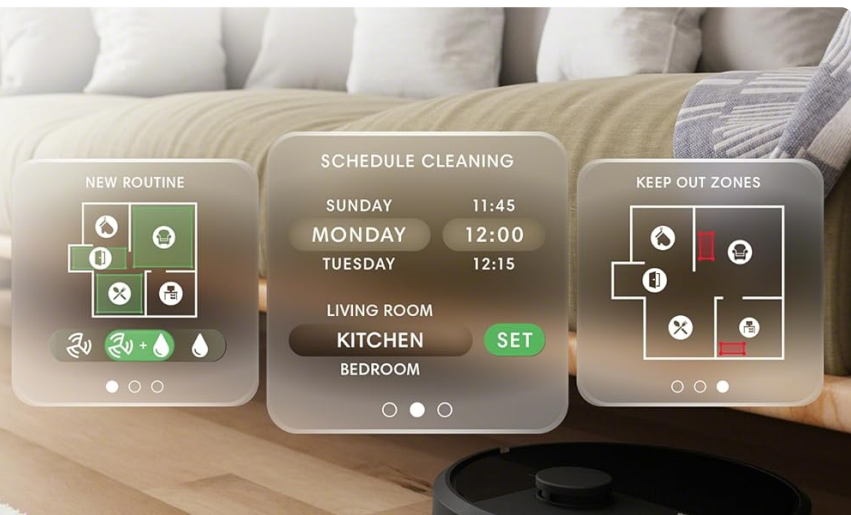 NEW ROUTINE
SCHEDULE CLEANING
SUNDAY 11:45
MONDAY 12:00
TUESDAY 12:15
LIVING ROOM
KITCHEN SET
BEDROOM
KEEP OUT ZONES